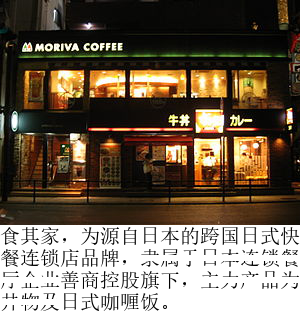 MORIVA COFFEE
牛丼 カレー
食其家，为源自日本的跨国日式快
餐连锁店品牌，隶属于日本连锁餐
厅企业善商控股旗下，主力产品为
丼物及日式咖喱饭。